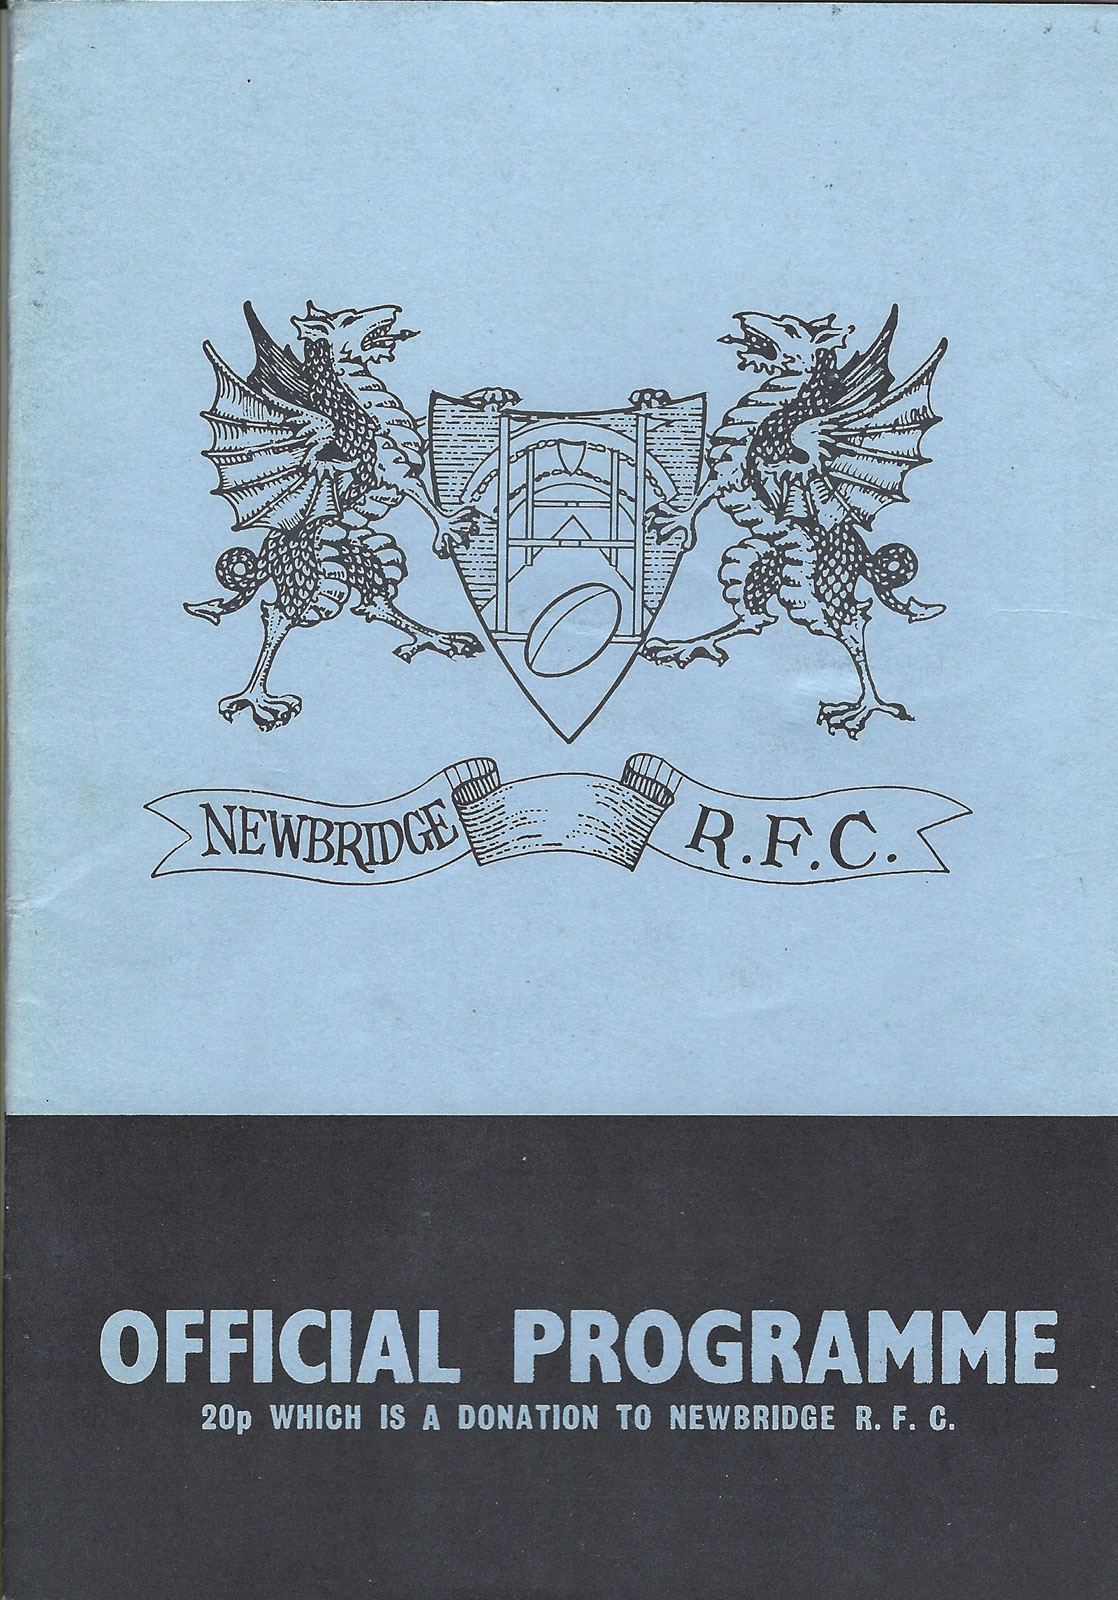 NEWBRIDGE R.F.C.
OFFICIAL PROGRAMME
20p WHICH IS A DONATION TO NEWBRIDGE R. F. C.